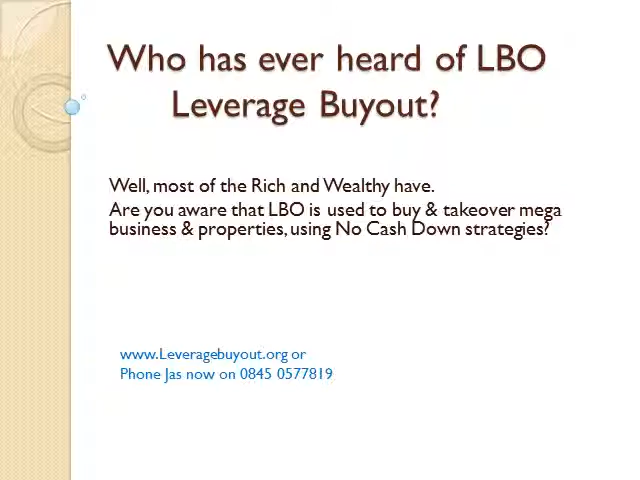 Who has ever heard of LBO
Leverage Buyout?
Well, most of the Rich and Wealthy have.
Are you aware that LBO is used to buy & takeover mega
business & properties, using No Cash Down strategies?
www.Leveragebuyout.org or
Phone Jas now on 0845 0577819